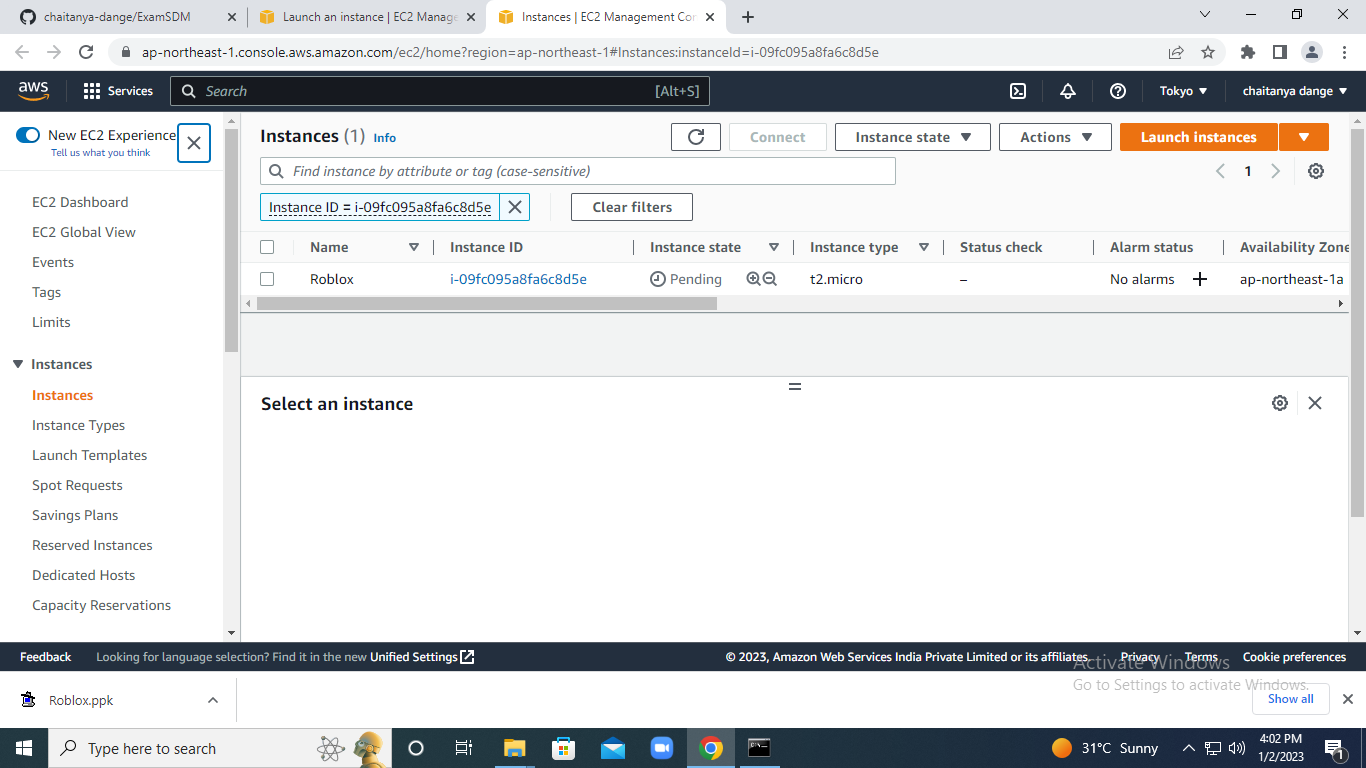 chaitanya-dange/ExamSDM
Launch an instance | EC2 Manage
Instances | EC2 Management Con
ap-northeast-1.console.aws.amazon.com/ec2/home?region=ap-northeast-1#Instances:instanceId=i-09fc095a8fa6c8d5e
aws Services Search [Alt+S] Tokyo chaitanya dange
New EC2 Experience
Tell us what you think
EC2 Dashboard
EC2 Global View
Events
Tags
Limits
Instances
Instances
Instance Types
Launch Templates
Spot Requests
Savings Plans
Reserved Instances
Dedicated Hosts
Capacity Reservations
Instances (1) Info Connect Instance state Actions Launch instances
Find instance by attribute or tag (case-sensitive) 1
Instance ID = i-09fc095a8fa6c8d5e Clear filters
Name Instance ID Instance state Instance type Status check Alarm status Availability Zone
Roblox i-09fc095a8fa6c8d5e Pending t2.micro – No alarms ap-northeast-1a
Select an instance
Feedback Looking for language selection? Find it in the new Unified Settings © 2023, Amazon Web Services India Private Limited or its affiliates. Privacy Terms Cookie preferences
Activate Windows
Go to Settings to activate Windows.
Roblox.ppk Show all
Type here to search 31°C Sunny 4:02 PM
1/2/2023 1